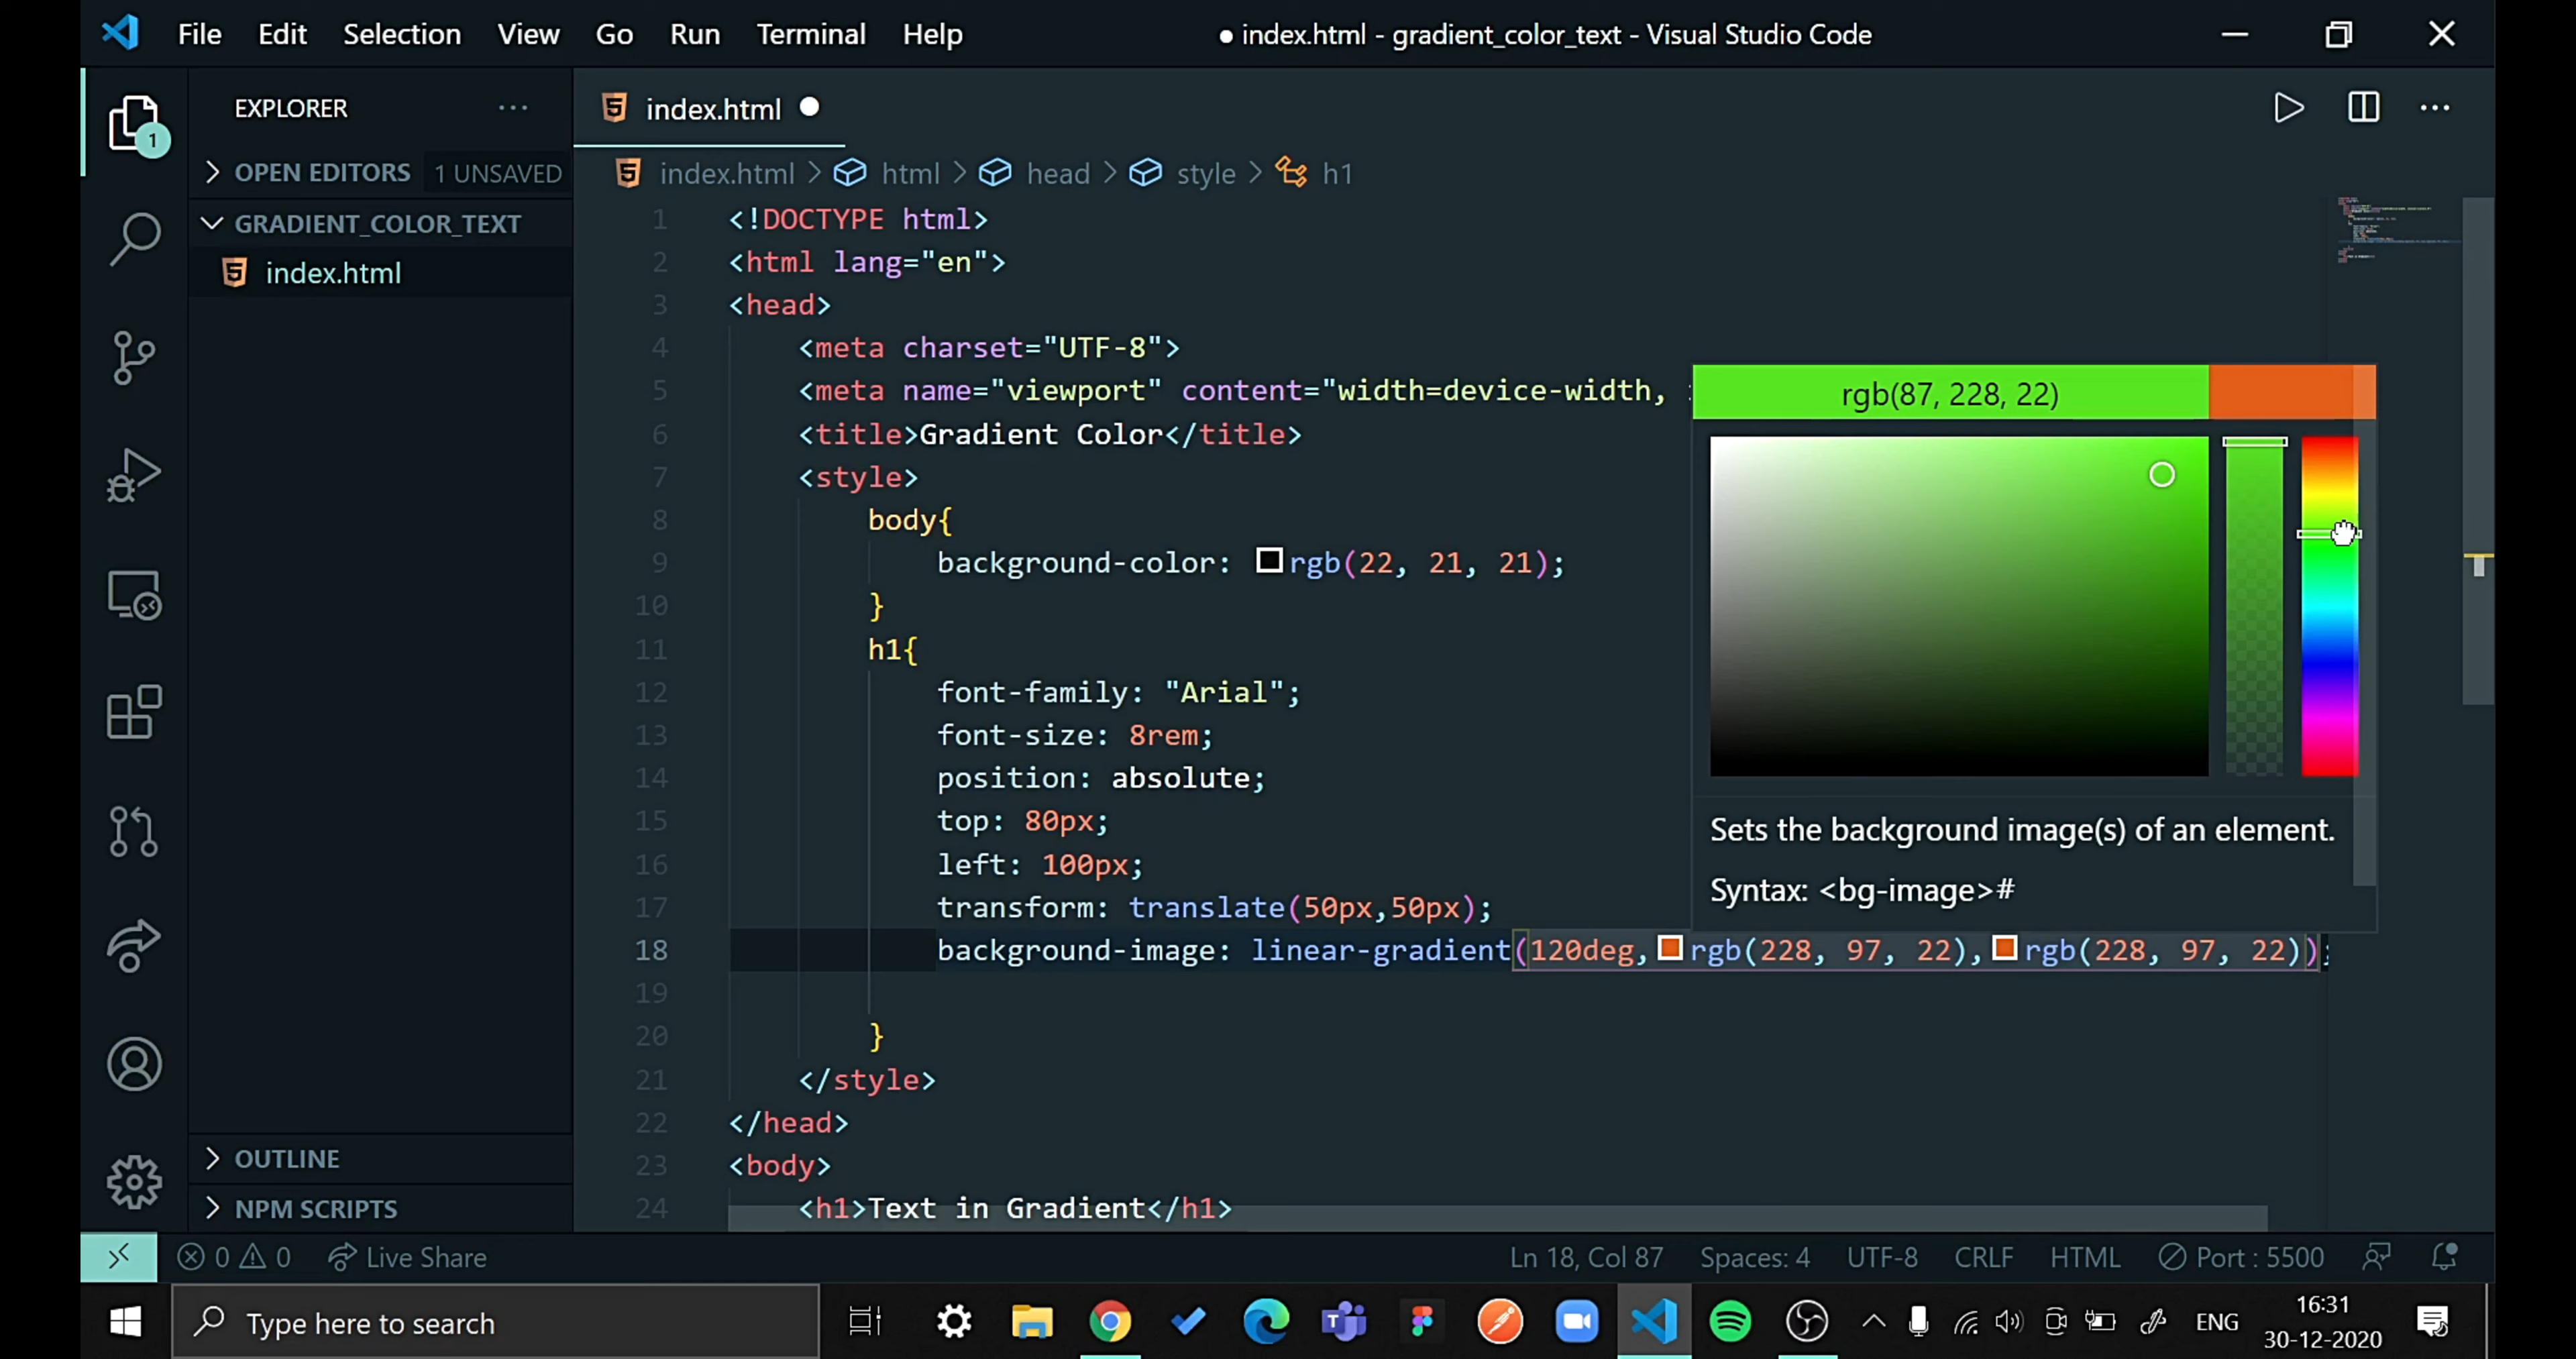 File Edit Selection View Go Run Terminal Help
● index.html - gradient_color_text - Visual Studio Code
EXPLORER
1
OPEN EDITORS 1 UNSAVED
GRADIENT_COLOR_TEXT
index.html
OUTLINE
NPM SCRIPTS
index.html
index.html > html > head > style > h1
1 <!DOCTYPE html>
2 <html lang="en">
3 <head>
4 <meta charset="UTF-8">
5 <meta name="viewport" content="width=device-width,
6 <title>Gradient Color</title>
7 <style>
8 body{
9 background-color: rgb(22, 21, 21);
10 }
11 h1{
12 font-family: "Arial";
13 font-size: 8rem;
14 position: absolute;
15 top: 80px;
16 left: 100px;
17 transform: translate(50px,50px);
18 background-image: linear-gradient(120deg,rgb(228, 97, 22),rgb(228, 97, 22));
19
20 }
21 </style>
22 </head>
23 <body>
24 <h1>Text in Gradient</h1>
rgb(87, 228, 22)
Sets the background image(s) of an element.
Syntax: <bg-image>#
0 0 Live Share Ln 18, Col 87 Spaces: 4 UTF-8 CRLF HTML Port : 5500
Type here to search
ENG
16:31
30-12-2020